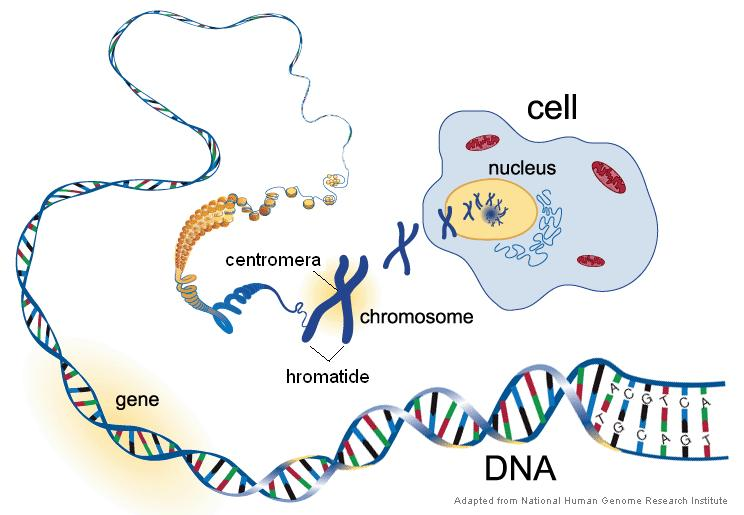 cell
nucleus
centromera
chromosome
hromatide
gene
A C G T C A
T G C A G T
DNA
Adapted from National Human Genome Research Institute